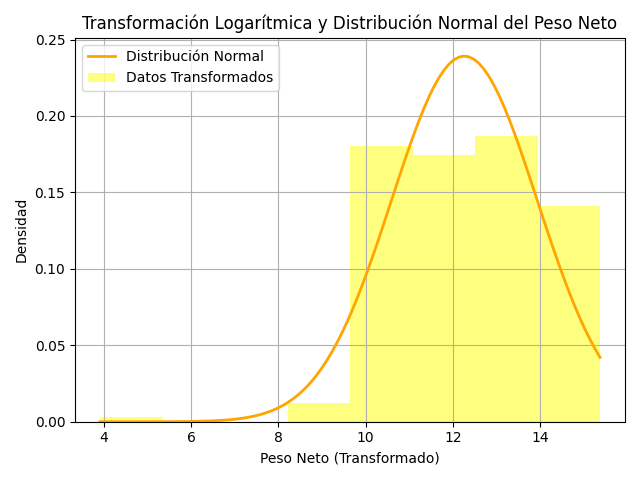 Transformación Logarítmica y Distribución Normal del Peso Neto
Distribución Normal
Datos Transformados
Densidad
0.25
0.20
0.15
0.10
0.05
0.00
4 6 8 10 12 14
Peso Neto (Transformado)